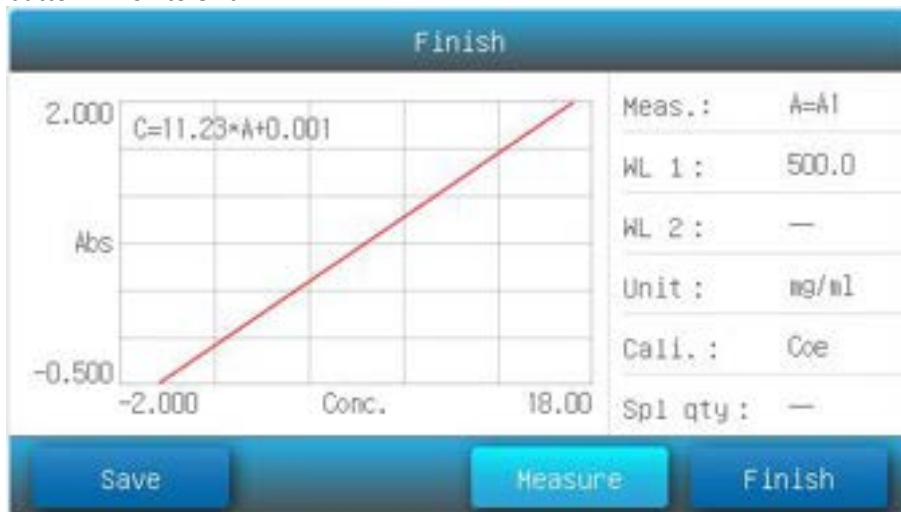 Finish
2.000
C=11.23*A+0.001
Abs
-0.500
-2.000 Conc. 18.00
Meas.: A=A1
WL 1: 500.0
WL 2: —
Unit: mg/ml
Cali.: Coe
Spl qty: —
Save Measure Finish